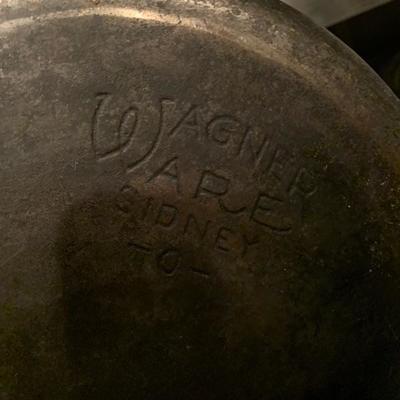 WAGNER
WARE
SIDNEY
-O-